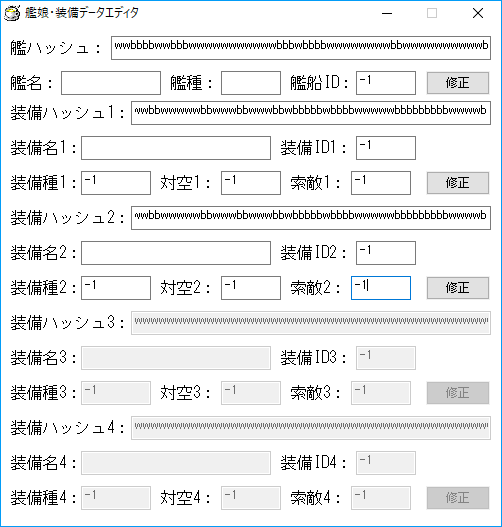 艦娘・装備データエディタ
艦ハッシュ： wwbbbbwwbbbwwwwwwwwwwwbbbwbbbbwwwwwwwwbbwwwwwwwwwwwb
艦名： 艦種： 艦船ID： -1 修正
装備ハッシュ1：
装備名1： 装備ID1： -1
装備種1： -1 対空1： -1 索敵1： -1 修正
装備ハッシュ2：
装備名2： 装備ID2： -1
装備種2： -1 対空2： -1 索敵2： -1 修正
装備ハッシュ3：
装備名3： 装備ID3： -1
装備種3： -1 対空3： -1 索敵3： -1 修正
装備ハッシュ4：
装備名4： 装備ID4： -1
装備種4： -1 対空4： -1 索敵4： -1 修正